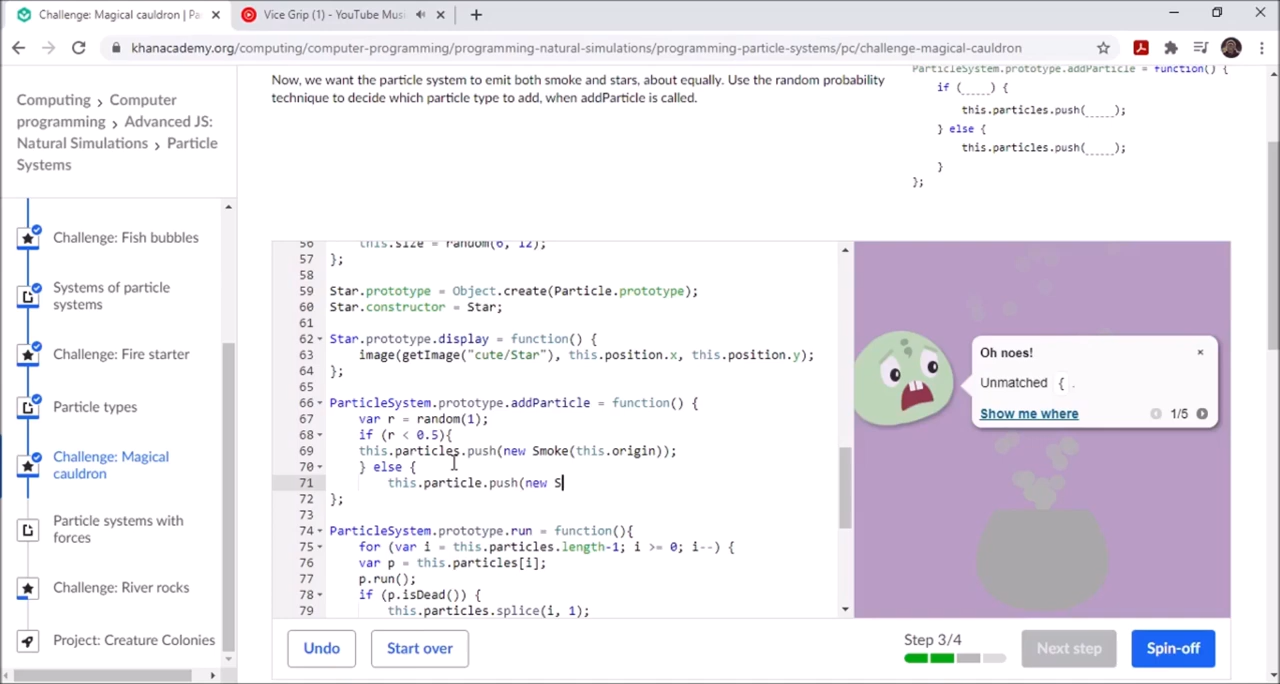 Challenge: Magical cauldron | Pa
Vice Grip (1) - YouTube Musi
khanacademy.org/computing/computer-programming/programming-natural-simulations/programming-particle-systems/pc/challenge-magical-cauldron
Computing > Computer
programming > Advanced JS:
Natural Simulations > Particle
Systems
Challenge: Fish bubbles
Systems of particle
systems
Challenge: Fire starter
Particle types
Challenge: Magical
cauldron
Particle systems with
forces
Challenge: River rocks
Project: Creature Colonies
Now, we want the particle system to emit both smoke and stars, about equally. Use the random probability
technique to decide which particle type to add, when addParticle is called.
ParticleSystem.prototype.addParticle = function() {
if (_____) {
this.particles.push(_____);
} else {
this.particles.push(_____);
}
};
56 this.size = random(6, 12);
57 };
58
59 Star.prototype = Object.create(Particle.prototype);
60 Star.constructor = Star;
61
62 Star.prototype.display = function() {
63 image(getImage("cute/Star"), this.position.x, this.position.y);
64 };
65
66 ParticleSystem.prototype.addParticle = function() {
67 var r = random(1);
68 if (r < 0.5){
69 this.particles.push(new Smoke(this.origin));
70 } else {
71 this.particle.push(new S
72 };
73
74 ParticleSystem.prototype.run = function(){
75 for (var i = this.particles.length-1; i >= 0; i--) {
76 var p = this.particles[i];
77 p.run();
78 if (p.isDead()) {
79 this.particles.splice(i, 1);
Oh noes!
Unmatched { .
Show me where
1/5
Undo
Start over
Step 3/4
Next step
Spin-off